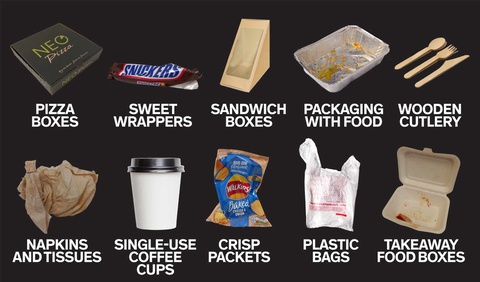 NEO
Pizza
SNICKERS
PIZZA
BOXES
SWEET
WRAPPERS
SANDWICH
BOXES
PACKAGING
WITH FOOD
WOODEN
CUTLERY
WALKERS
Baked
NAPKINS
AND TISSUES
SINGLE-USE
COFFEE
CUPS
CRISP
PACKETS
PLASTIC
BAGS
TAKEAWAY
FOOD BOXES